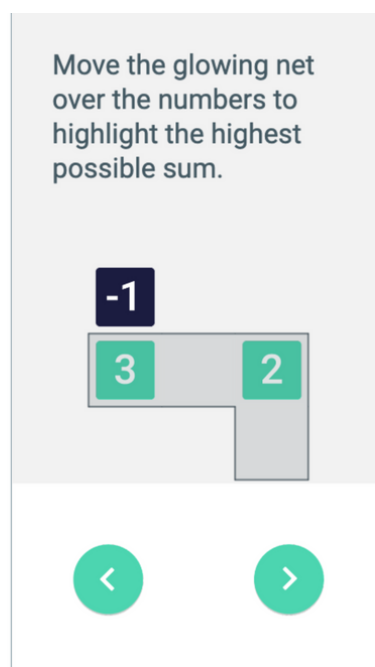 Move the glowing net
over the numbers to
highlight the highest
possible sum.
-1
3 2